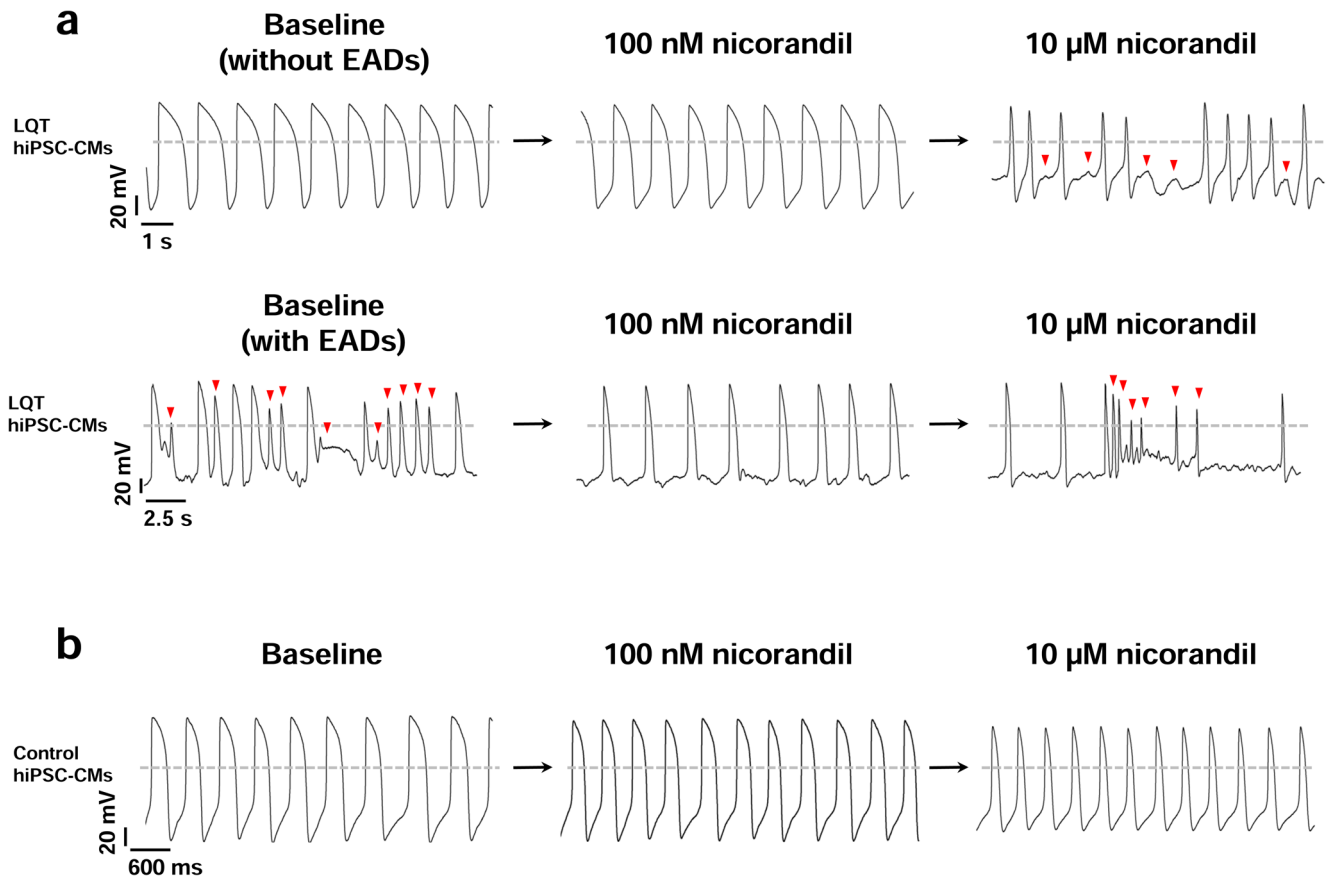 a
Baseline
(without EADs)
100 nM nicorandil
10 µM nicorandil
LQT
hiPSC-CMs
20 mV
1 s
Baseline
(with EADs)
100 nM nicorandil
10 µM nicorandil
LQT
hiPSC-CMs
20 mV
2.5 s
b
Baseline
100 nM nicorandil
10 µM nicorandil
Control
hiPSC-CMs
20 mV
600 ms